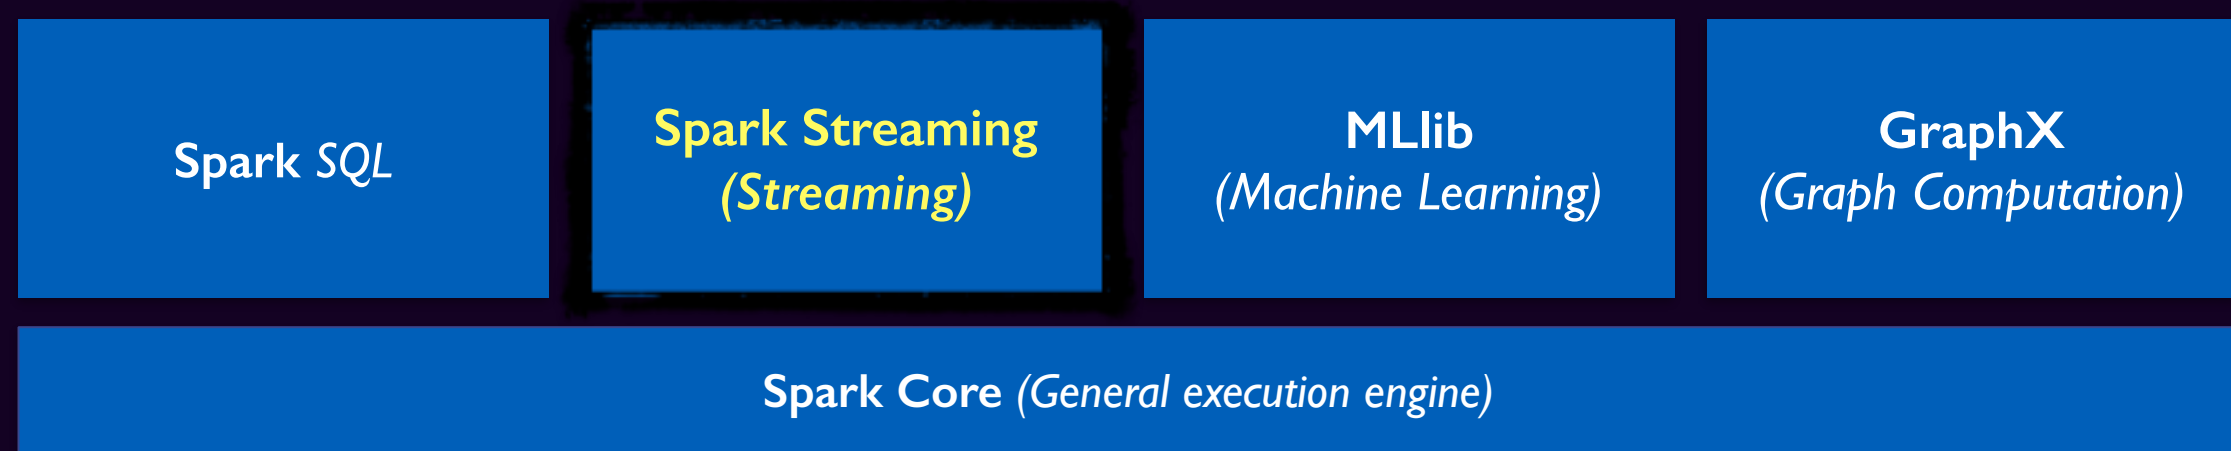 Spark SQL
Spark Streaming
(Streaming)
MLlib
(Machine Learning)
GraphX
(Graph Computation)
Spark Core (General execution engine)